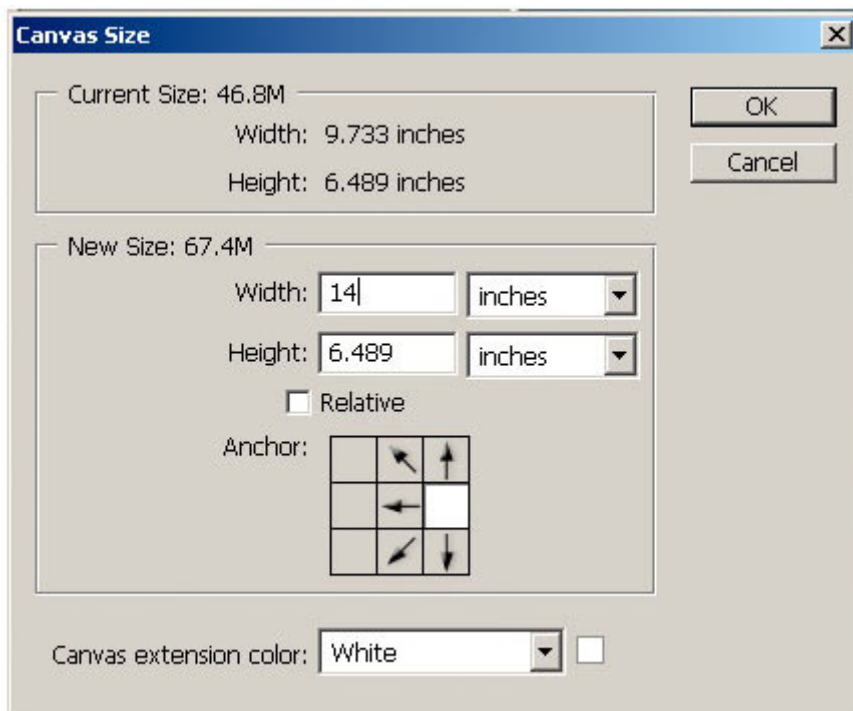 Canvas Size
Current Size: 46.8M
Width: 9.733 inches
Height: 6.489 inches
OK
Cancel
New Size: 67.4M
Width: 14 inches
Height: 6.489 inches
Relative
Anchor:
Canvas extension color: White